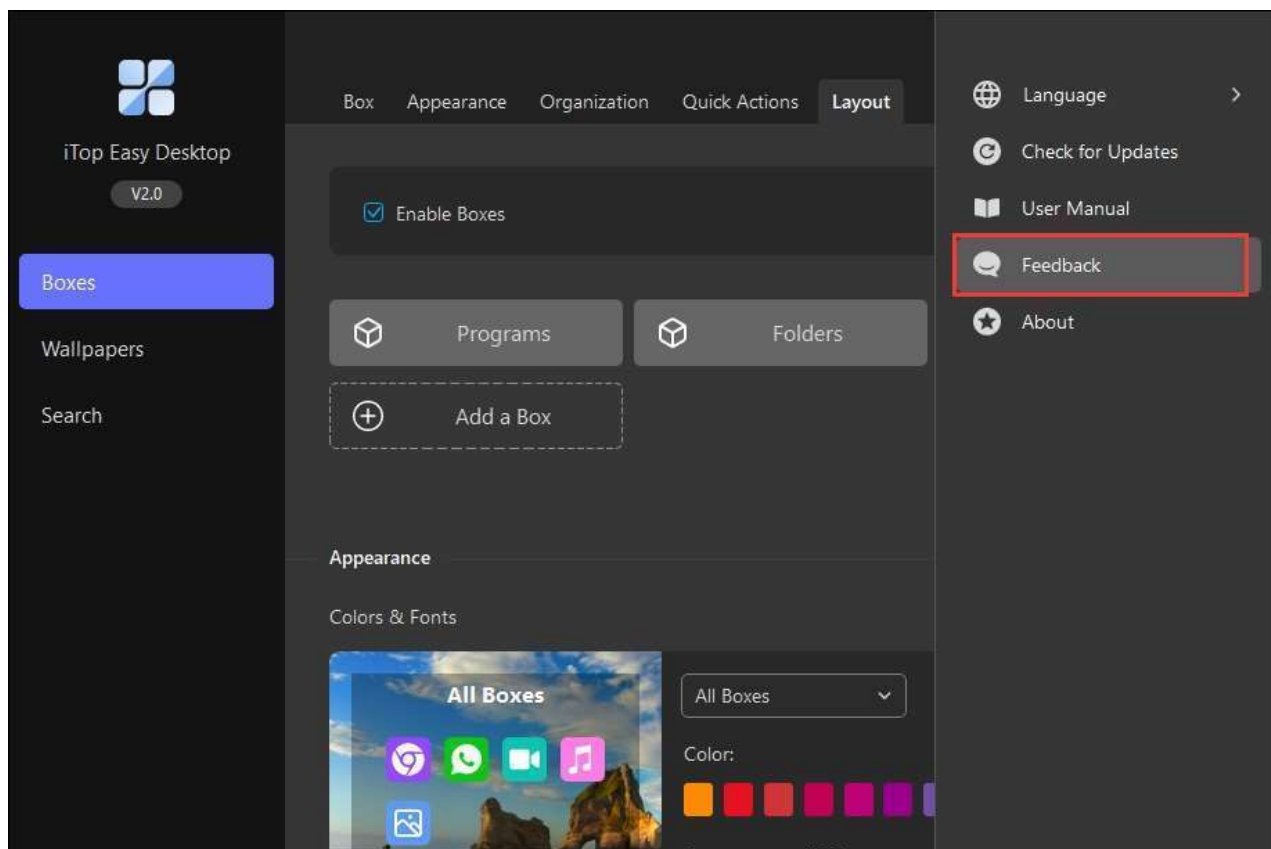 iTop Easy Desktop
V2.0
Boxes
Wallpapers
Search
Box Appearance Organization Quick Actions Layout
Enable Boxes
Programs
Folders
Add a Box
Appearance
Colors & Fonts
All Boxes
All Boxes
Color:
Language
Check for Updates
User Manual
Feedback
About